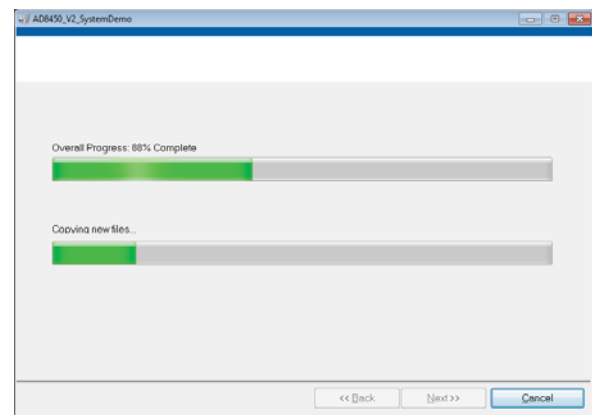 AD8450_V2_SystemDemo
Overall Progress: 88% Complete
Copying new files...
<< Back
Next >>
Cancel